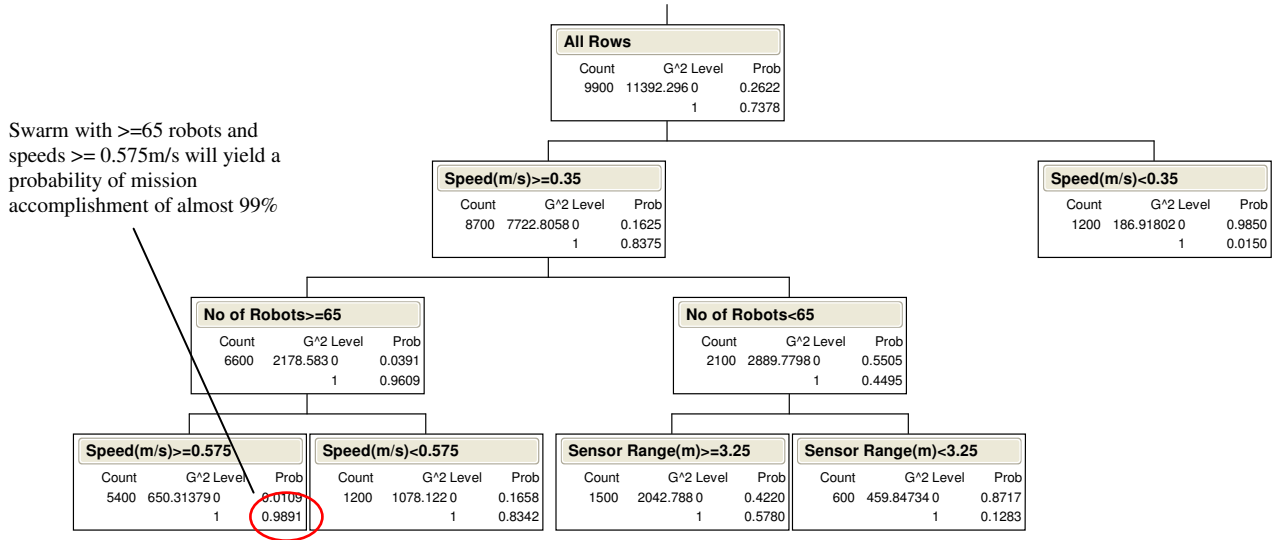 All Rows
Count G^2 Level Prob
9900 11392.296 0 0.2622
1 0.7378
Swarm with >=65 robots and
speeds >= 0.575m/s will yield a
probability of mission
accomplishment of almost 99%
Speed(m/s)>=0.35
Count G^2 Level Prob
8700 7722.8058 0 0.1625
1 0.8375
Speed(m/s)<0.35
Count G^2 Level Prob
1200 186.91802 0 0.9850
1 0.0150
No of Robots>=65
Count G^2 Level Prob
6600 2178.583 0 0.0391
1 0.9609
No of Robots<65
Count G^2 Level Prob
2100 2889.7798 0 0.5505
1 0.4495
Speed(m/s)>=0.575
Count G^2 Level Prob
5400 650.31379 0 0.0109
1 0.9891
Speed(m/s)<0.575
Count G^2 Level Prob
1200 1078.122 0 0.1658
1 0.8342
Sensor Range(m)>=3.25
Count G^2 Level Prob
1500 2042.788 0 0.4220
1 0.5780
Sensor Range(m)<3.25
Count G^2 Level Prob
600 459.84734 0 0.8717
1 0.1283